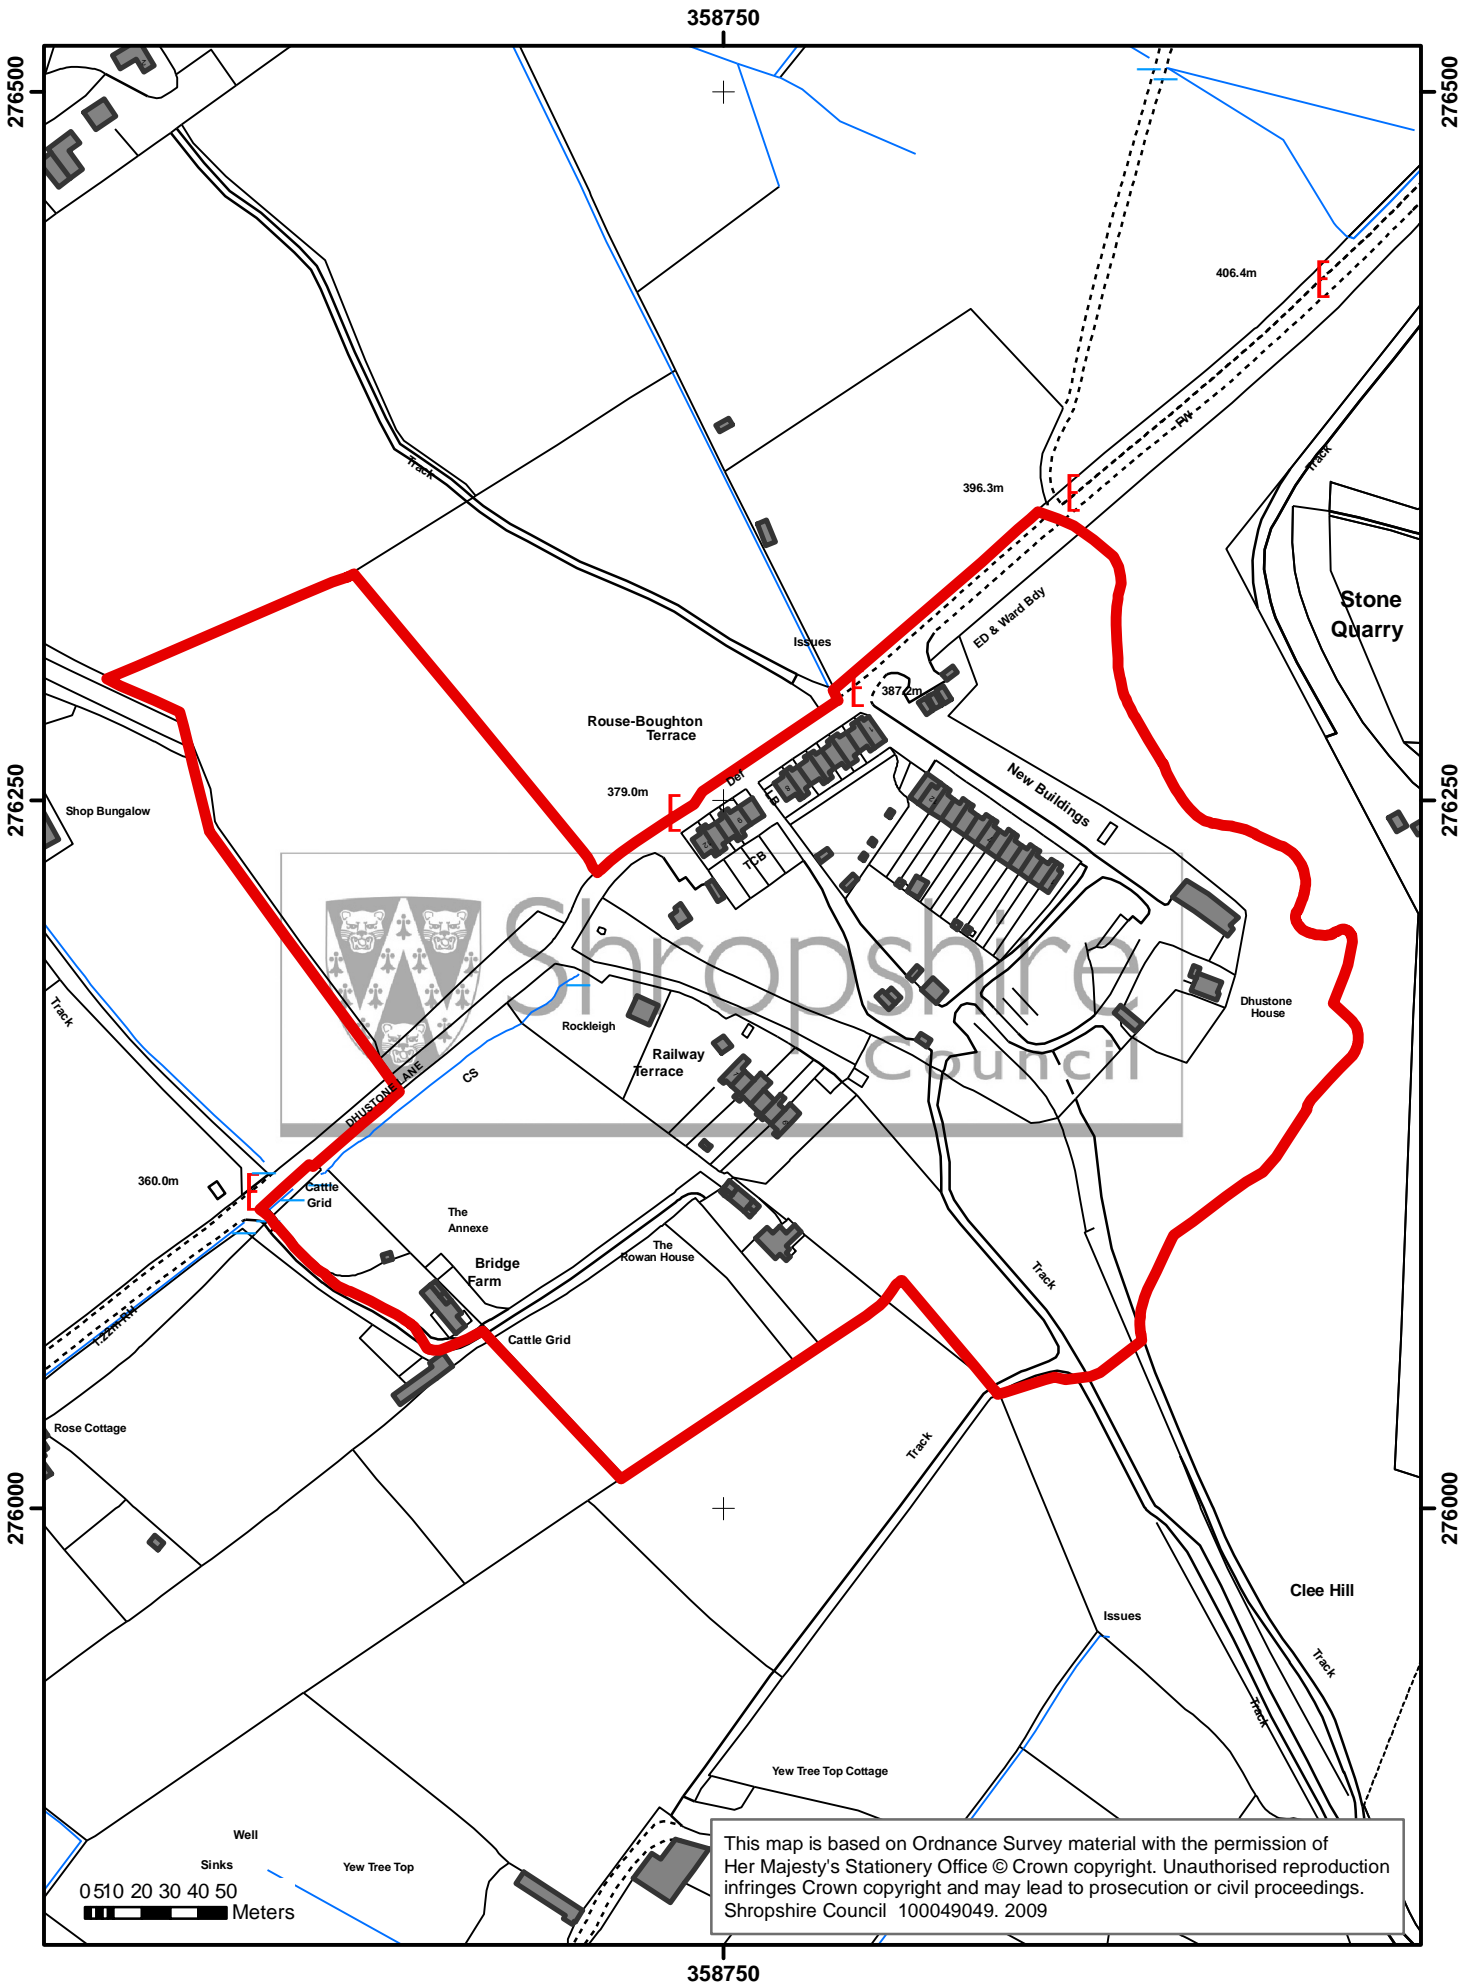 358750
276500
276500
406.4m
FW
Track
Track
396.3m
Stone
Quarry
ED & Ward Bdy
Issues
387.2m
Rouse-Boughton
Terrace
Def
379.0m
LB
New Buildings
276250
276250
Shop Bungalow
TCB
Shropshire
Council
Track
Dhustone
House
Rockleigh
Railway
Terrace
CS
DHUSTONE LANE
360.0m
Cattle
Grid
The
Annexe
Bridge
Farm
The
Rowan House
Track
1.22m RH
Cattle Grid
Rose Cottage
Track
276000
276000
Clee Hill
Issues
Track
Track
Yew Tree Top Cottage
Well
Sinks
Yew Tree Top
0 5 10 20 30 40 50
Meters
This map is based on Ordnance Survey material with the permission of
Her Majesty's Stationery Office © Crown copyright. Unauthorised reproduction
infringes Crown copyright and may lead to prosecution or civil proceedings.
Shropshire Council 100049049. 2009
358750